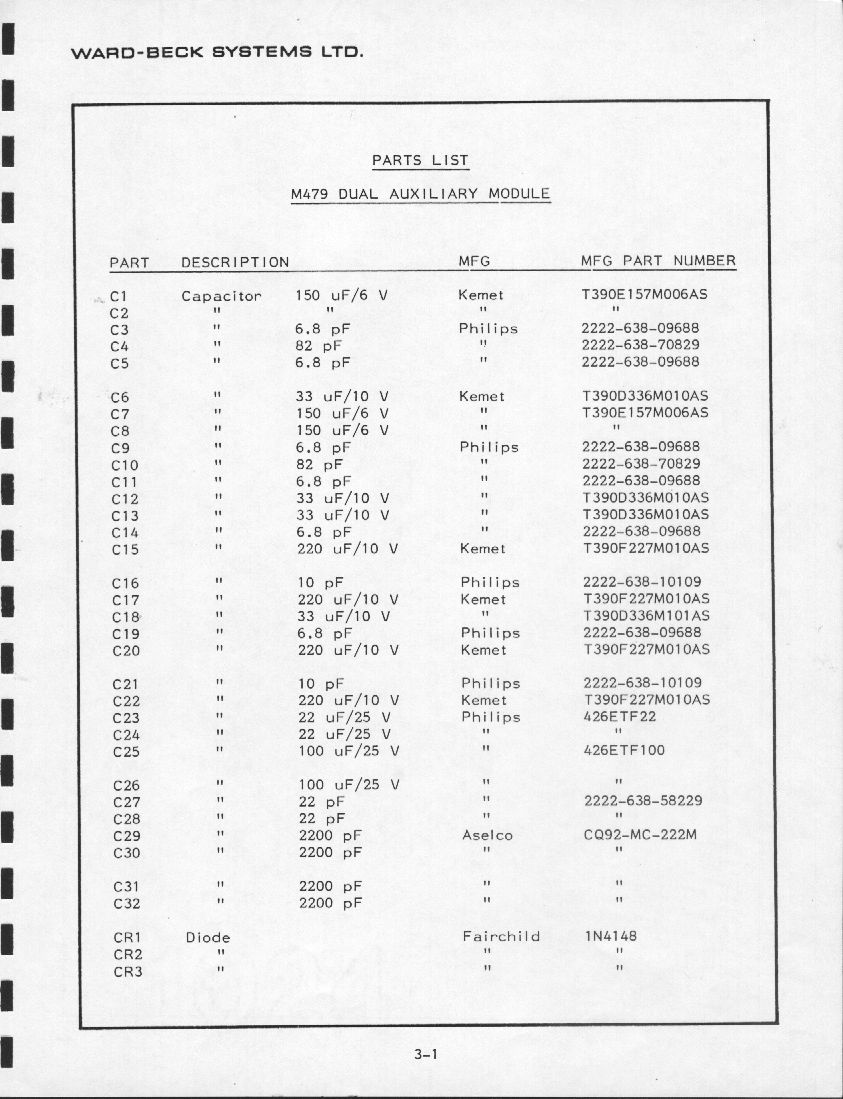 WARD-BECK SYSTEMS LTD.
PARTS LIST
M479 DUAL AUXILIARY MODULE
PART DESCRIPTION MFG MFG PART NUMBER
C1 Capacitor 150 uF/6 V Kemet T390E157M006AS
C2 " " " "
C3 " 6.8 pF Philips 2222-638-09688
C4 " 82 pF " 2222-638-70829
C5 " 6.8 pF " 2222-638-09688
C6 " 33 uF/10 V Kemet T390D336M010AS
C7 " 150 uF/6 V " T390E157M006AS
C8 " 150 uF/6 V " "
C9 " 6.8 pF Philips 2222-638-09688
C10 " 82 pF " 2222-638-70829
C11 " 6.8 pF " 2222-638-09688
C12 " 33 uF/10 V " T390D336M010AS
C13 " 33 uF/10 V " T390D336M010AS
C14 " 6.8 pF " 2222-638-09688
C15 " 220 uF/10 V Kemet T390F227M010AS
C16 " 10 pF Philips 2222-638-10109
C17 " 220 uF/10 V Kemet T390F227M010AS
C18 " 33 uF/10 V " T390D336M101AS
C19 " 6.8 pF Philips 2222-638-09688
C20 " 220 uF/10 V Kemet T390F227M010AS
C21 " 10 pF Philips 2222-638-10109
C22 " 220 uF/10 V Kemet T390F227M010AS
C23 " 22 uF/25 V Philips 426ETF22
C24 " 22 uF/25 V " "
C25 " 100 uF/25 V " 426ETF100
C26 " 100 uF/25 V " "
C27 " 22 pF " 2222-638-58229
C28 " 22 pF " "
C29 " 2200 pF Aselco CQ92-MC-222M
C30 " 2200 pF " "
C31 " 2200 pF " "
C32 " 2200 pF " "
CR1 Diode Fairchild 1N4148
CR2 " " "
CR3 " " "
3-1